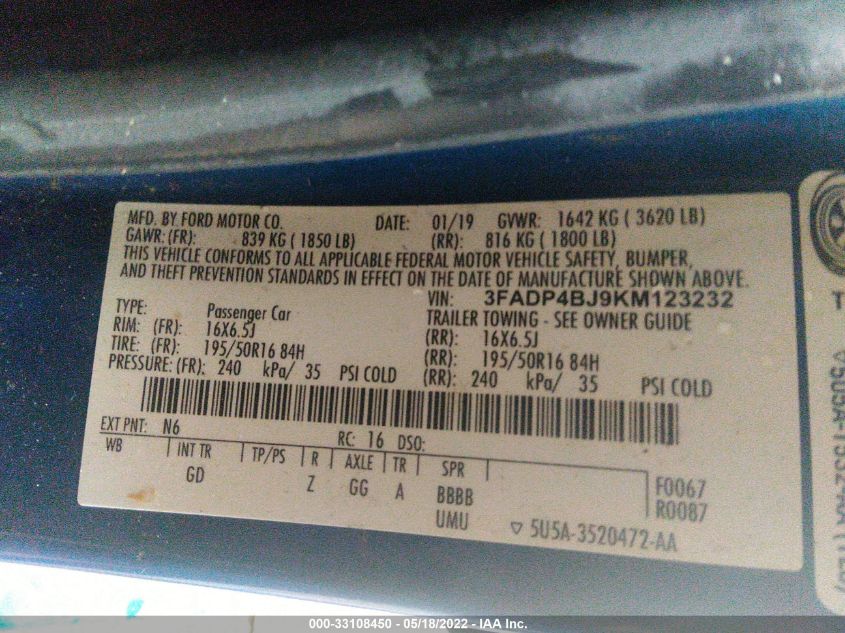 MFD. BY FORD MOTOR CO. DATE: 01/19 GVWR: 1642 KG ( 3620 LB)
GAWR: (FR): 839 KG ( 1850 LB) (RR): 816 KG ( 1800 LB)
THIS VEHICLE CONFORMS TO ALL APPLICABLE FEDERAL MOTOR VEHICLE SAFETY, BUMPER,
AND THEFT PREVENTION STANDARDS IN EFFECT ON THE DATE OF MANUFACTURE SHOWN ABOVE.
VIN: 3FADP4BJ9KM123232
TYPE: Passenger Car TRAILER TOWING - SEE OWNER GUIDE
RIM: (FR): 16X6.5J (RR): 16X6.5J
TIRE: (FR): 195/50R16 84H (RR): 195/50R16 84H
PRESSURE: (FR): 240 kPa/ 35 PSI COLD (RR): 240 kPa/ 35 PSI COLD
EXT PNT: N6 RC: 16 DSO:
WB INT TR TP/PS R AXLE TR SPR
GD Z GG A BBBB F0067
UMU R0087
5U5A-3520472-AA
000-33108450 - 05/18/2022 - IAA Inc.